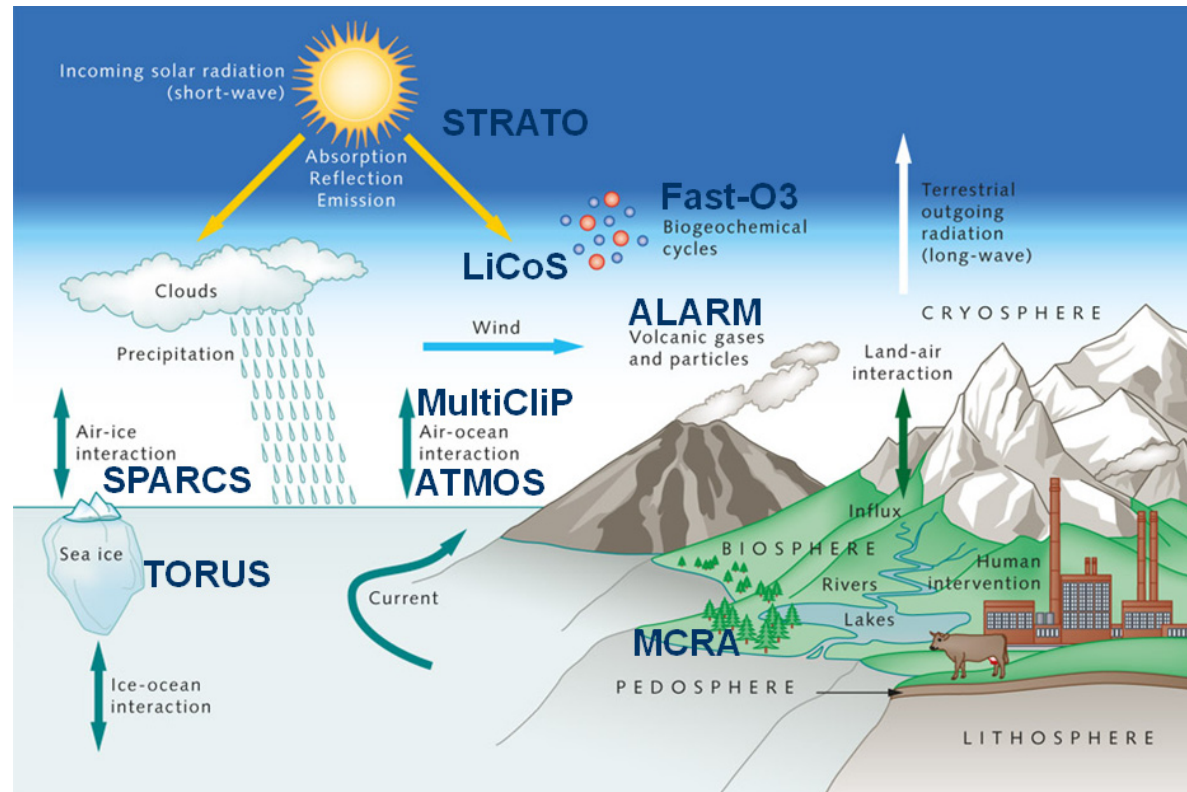 Incoming solar radiation
(short-wave)
STRATO
Absorption
Reflection
Emission
Fast-O3
Biogeochemical
cycles
Terrestrial
outgoing
radiation
(long-wave)
LiCoS
Clouds
ALARM
Volcanic gases
and particles
CRYOSPHERE
Wind
Precipitation
Land-air
interaction
MultiCliP
Air-ice
interaction
Air-ocean
interaction
SPARCS
ATMOS
Influx
Sea ice
BIOSPHERE
Human
intervention
TORUS
Rivers
Current
Lakes
MCRA
PEDOSPHERE
Ice-ocean
interaction
LITHOSPHERE